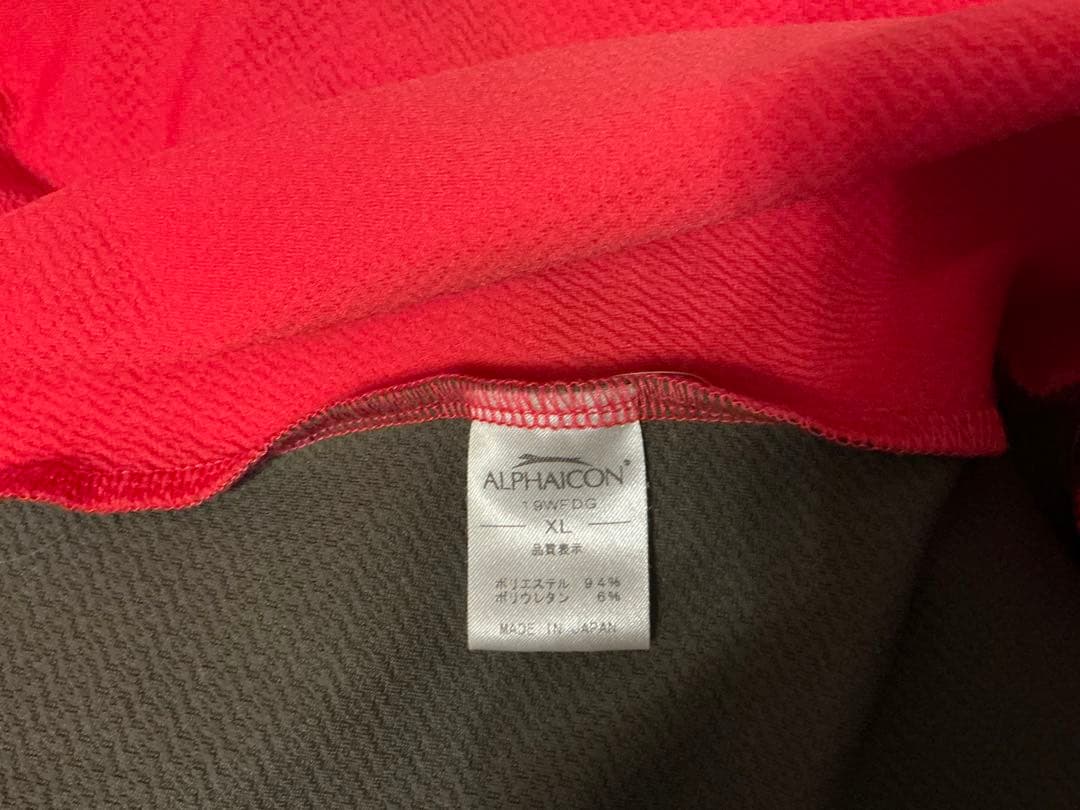 ALPHAICON®
19WFDG
XL
品質表示
ポリエステル 94%
ポリウレタン 6%
MADE IN JAPAN